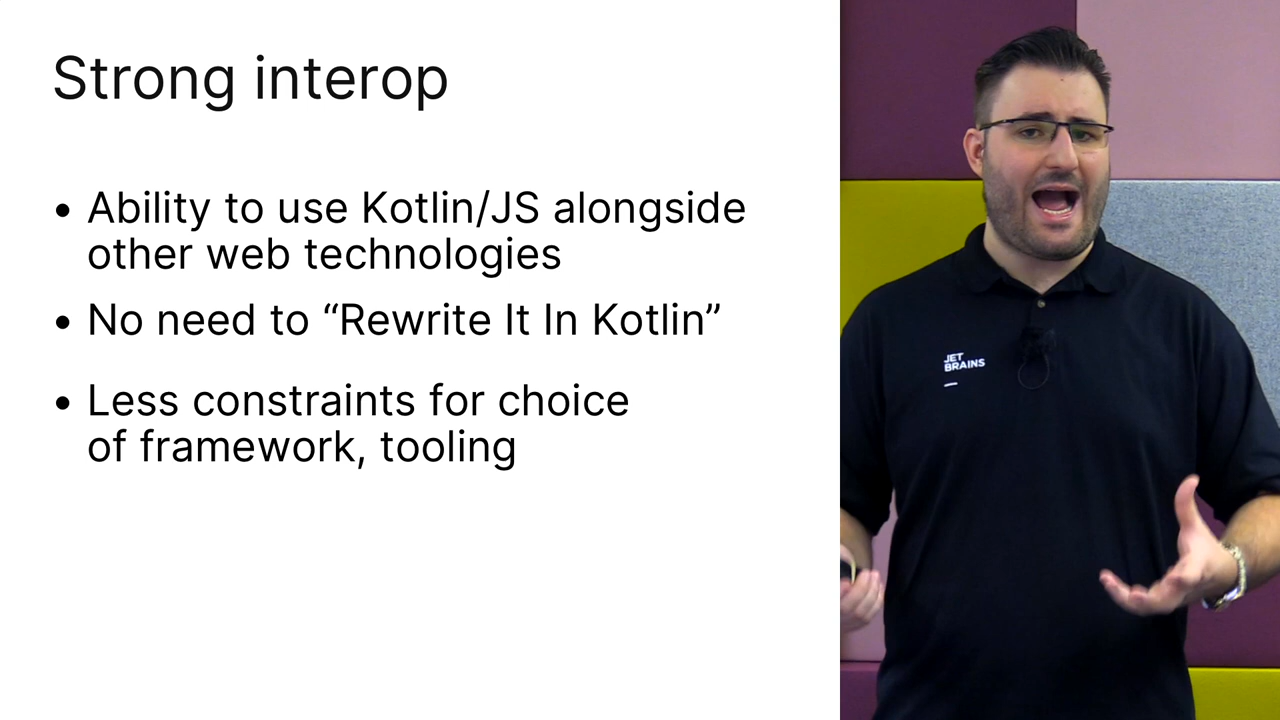 Strong interop
• Ability to use Kotlin/JS alongside
other web technologies
• No need to “Rewrite It In Kotlin”
• Less constraints for choice
of framework, tooling
JET
BRAINS